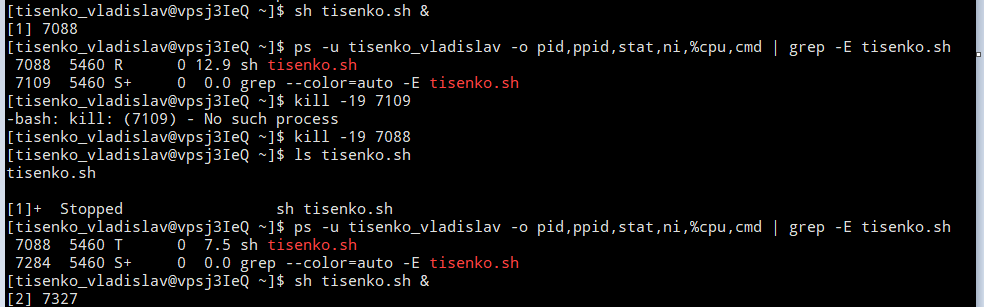 [tisenko_vladislav@vpsj3IeQ ~]$ sh tisenko.sh &
[1] 7088
[tisenko_vladislav@vpsj3IeQ ~]$ ps -u tisenko_vladislav -o pid,ppid,stat,ni,%cpu,cmd | grep -E tisenko.sh
 7088  5460 R      0 12.9 sh tisenko.sh
 7109  5460 S+     0  0.0 grep --color=auto -E tisenko.sh
[tisenko_vladislav@vpsj3IeQ ~]$ kill -19 7109
-bash: kill: (7109) - No such process
[tisenko_vladislav@vpsj3IeQ ~]$ kill -19 7088
[tisenko_vladislav@vpsj3IeQ ~]$ ls tisenko.sh
tisenko.sh

[1]+  Stopped                 sh tisenko.sh
[tisenko_vladislav@vpsj3IeQ ~]$ ps -u tisenko_vladislav -o pid,ppid,stat,ni,%cpu,cmd | grep -E tisenko.sh
 7088  5460 T      0  7.5 sh tisenko.sh
 7284  5460 S+     0  0.0 grep --color=auto -E tisenko.sh
[tisenko_vladislav@vpsj3IeQ ~]$ sh tisenko.sh &
[2] 7327